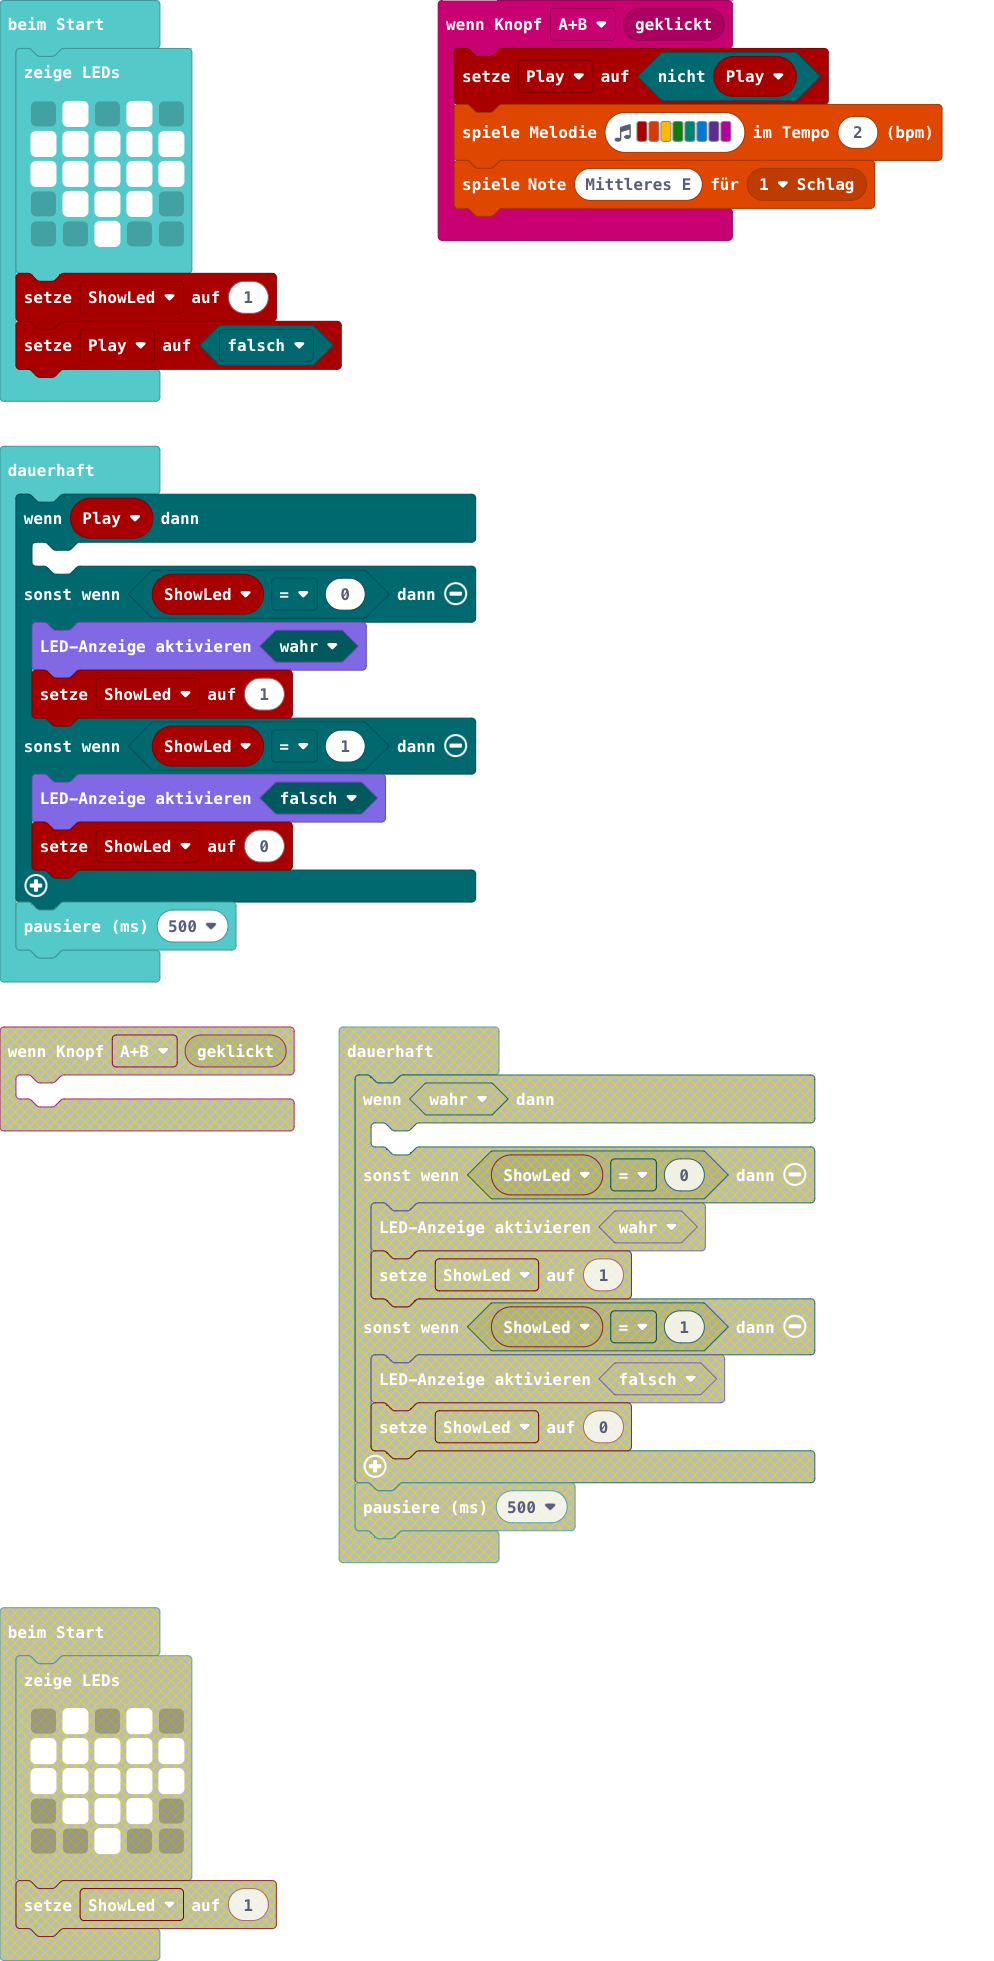 beim Start
zeige LEDs
setze ShowLed auf 1
setze Play auf falsch
wenn Knopf A+B geklickt
setze Play auf nicht Play
spiele Melodie im Tempo 2 (bpm)
spiele Note Mittleres E für 1 Schlag
dauerhaft
wenn Play dann
sonst wenn ShowLed = 0 dann
LED-Anzeige aktivieren wahr
setze ShowLed auf 1
sonst wenn ShowLed = 1 dann
LED-Anzeige aktivieren falsch
setze ShowLed auf 0
pausiere (ms) 500
wenn Knopf A+B geklickt
dauerhaft
wenn wahr dann
sonst wenn ShowLed = 0 dann
LED-Anzeige aktivieren wahr
setze ShowLed auf 1
sonst wenn ShowLed = 1 dann
LED-Anzeige aktivieren falsch
setze ShowLed auf 0
pausiere (ms) 500
beim Start
zeige LEDs
setze ShowLed auf 1